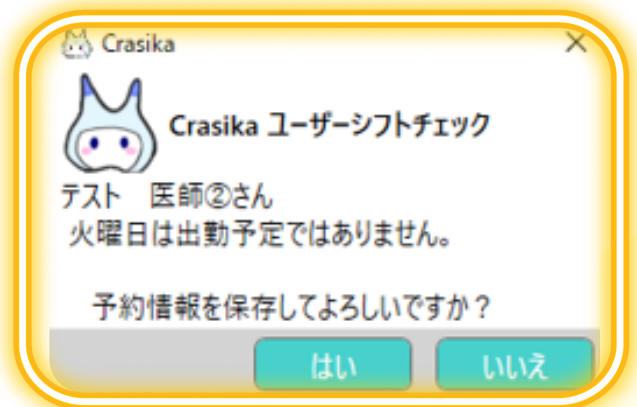 Crasika
Crasika ユーザーシフトチェック
テスト　医師②さん
火曜日は出勤予定ではありません。
予約情報を保存してよろしいですか？
はい
いいえ